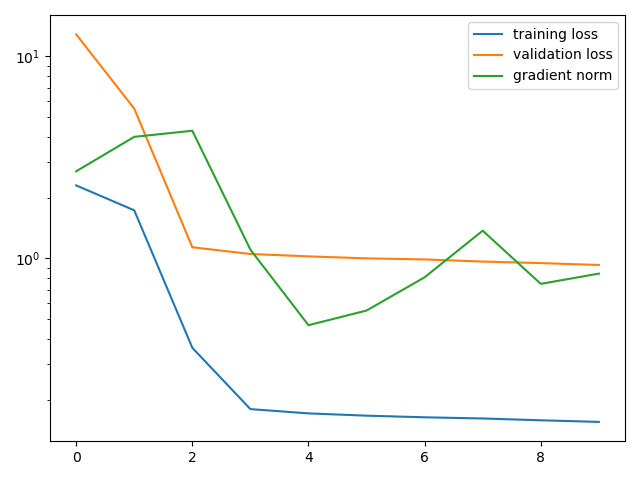 training loss
validation loss
gradient norm
10¹
10⁰
0 2 4 6 8